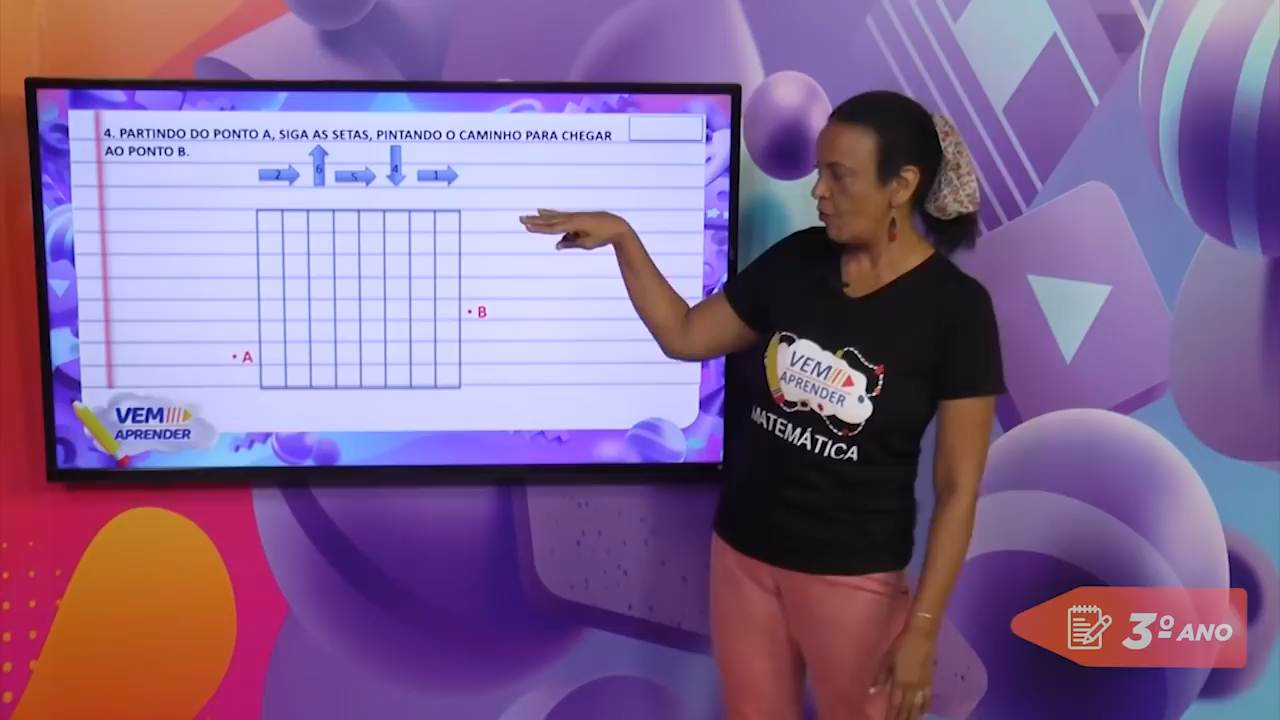 4. PARTINDO DO PONTO A, SIGA AS SETAS, PINTANDO O CAMINHO PARA CHEGAR
AO PONTO B.
2 6 5 4 1
B
A
VEM
APRENDER
VEM
APRENDER
MATEMÁTICA
3º ANO